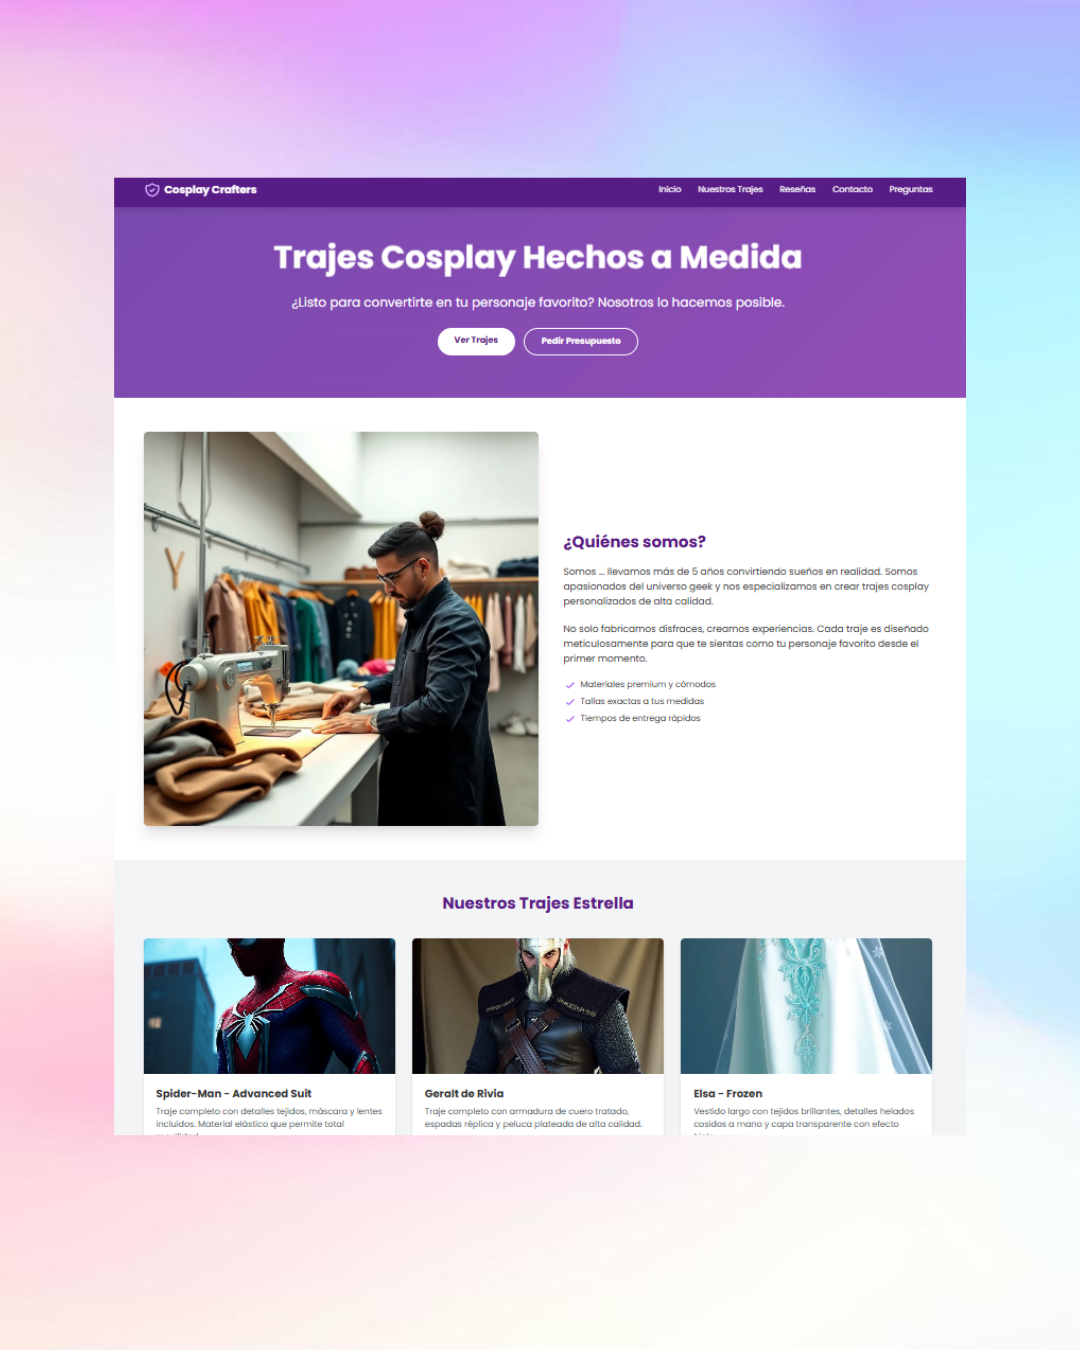 Cosplay Crafters
Inicio Nuestros Trajes Reseñas Contacto Preguntas
Trajes Cosplay Hechos a Medida
¿Listo para convertirte en tu personaje favorito? Nosotros lo hacemos posible.
Ver Trajes Pedir Presupuesto
¿Quiénes somos?
Somos ... llevamos más de 5 años convirtiendo sueños en realidad. Somos
apasionados del universo geek y nos especializamos en crear trajes cosplay
personalizados de alta calidad.
No solo fabricamos disfraces, creamos experiencias. Cada traje es diseñado
meticulosamente para que te sientas como tu personaje favorito desde el
primer momento.
Materiales premium y cómodos
Tallas exactas a tus medidas
Tiempos de entrega rápidos
Nuestros Trajes Estrella
Spider-Man - Advanced Suit
Traje completo con detalles tejidos, máscara y lentes
incluidos. Material elástico que permite total
Geralt de Rivia
Traje completo con armadura de cuero tratado,
espadas réplica y peluca plateada de alta calidad.
Elsa - Frozen
Vestido largo con tejidos brillantes, detalles helados
cosidos a mano y capa transparente con efecto